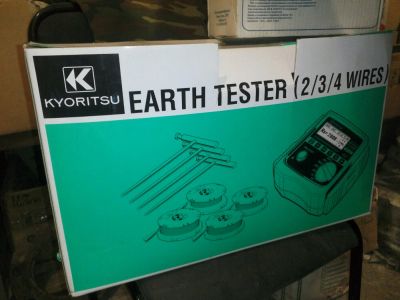 KYORITSU
EARTH TESTER (2/3/4 WIRES)